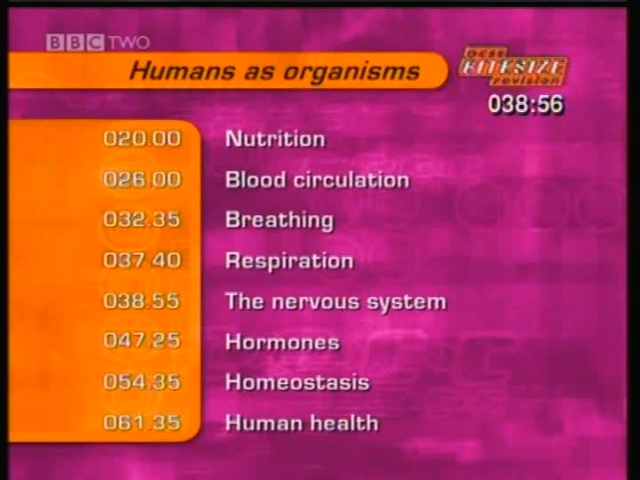 BBC TWO
Humans as organisms
GCSE
BITESIZE
revision
038:56
020.00 Nutrition
026.00 Blood circulation
032.35 Breathing
037.40 Respiration
038.55 The nervous system
047.25 Hormones
054.35 Homeostasis
061.35 Human health